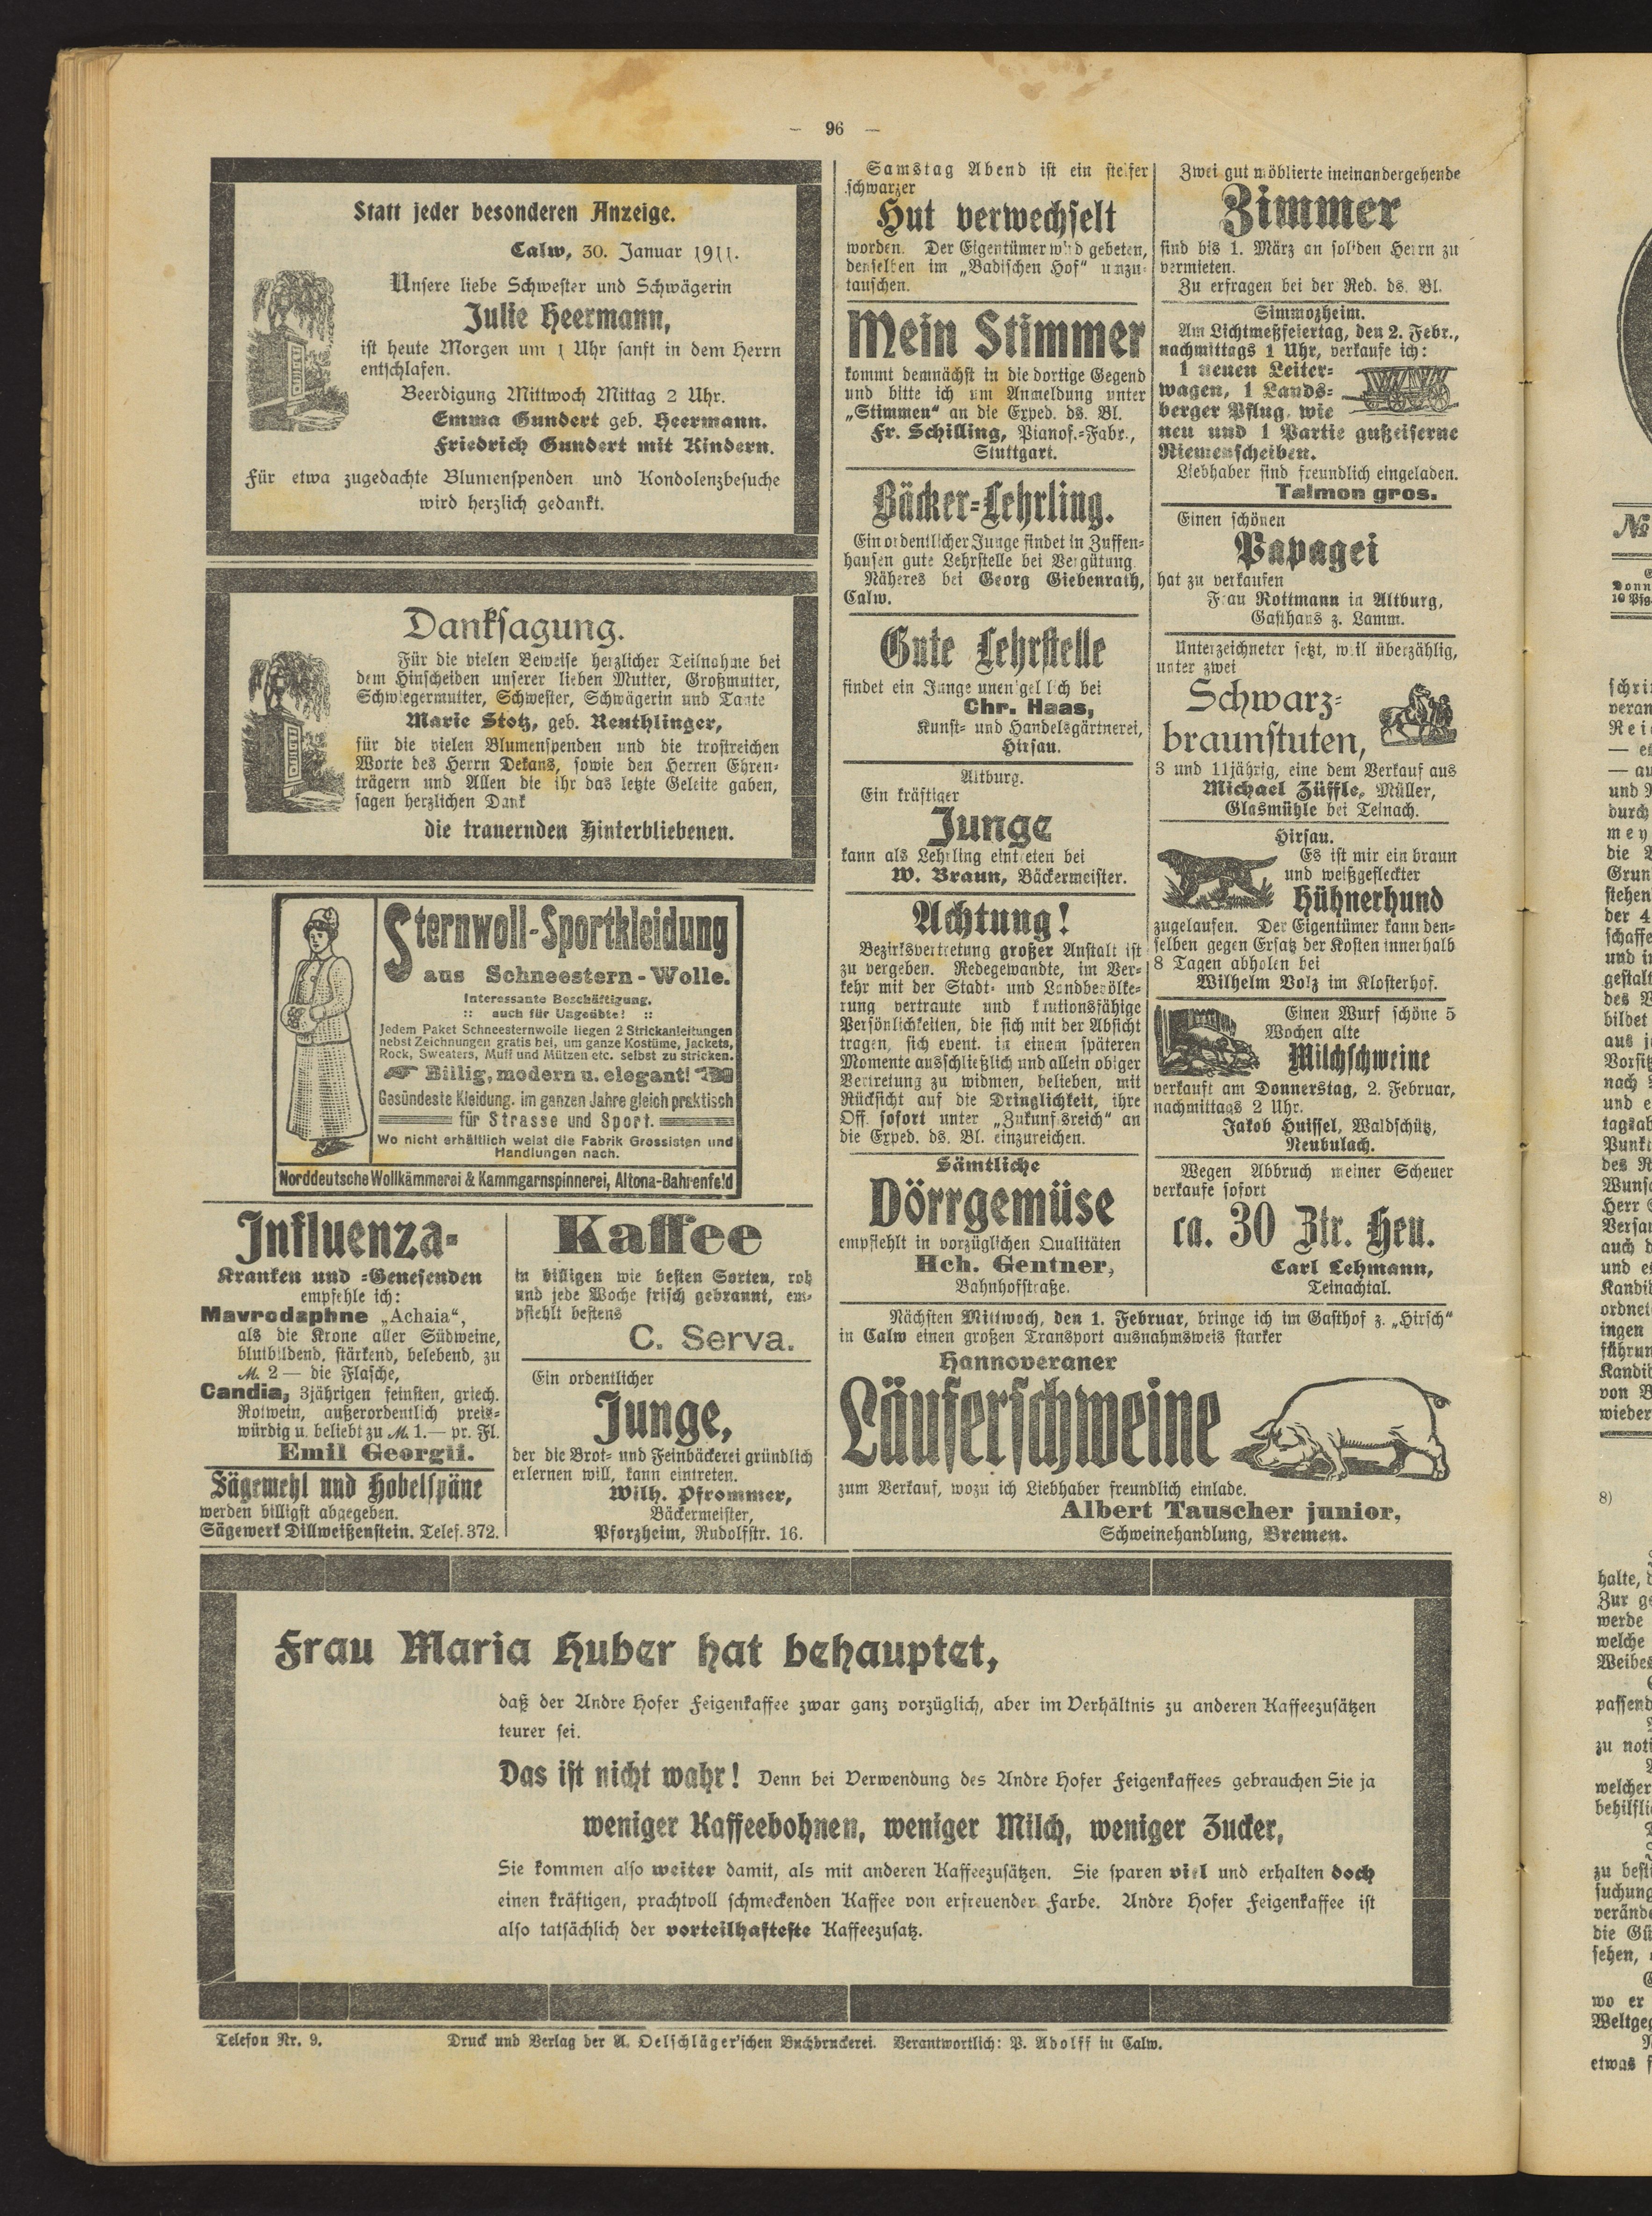 — 96 —
Statt jeder besonderen Anzeige.
Calw, 30. Januar 1911.
Unsere liebe Schwester und Schwägerin
Julie Heermann,
ist heute Morgen um 1 Uhr sanft in dem Herrn
entschlafen.
Beerdigung Mittwoch Mittag 2 Uhr.
Emma Gundert geb. Heermann.
Friedrich Gundert mit Kindern.
Für etwa zugedachte Blumenspenden und Kondolenzbesuche
wird herzlich gedankt.
Danksagung.
Für die vielen Beweise herzlicher Teilnahme bei
dem Hinscheiden unserer lieben Mutter, Großmutter,
Schwiegermutter, Schwester, Schwägerin und Tante
Marie Stotz, geb. Reuthlinger,
für die vielen Blumenspenden und die trostreichen
Worte des Herrn Dekans, sowie den Herren Ehren-
trägern und Allen die ihr das letzte Geleite gaben,
sagen herzlichen Dank
die trauernden Hinterbliebenen.
Sternwoll-Sportkleidung
aus Schneestern-Wolle.
Interessante Beschäftigung,
:: auch für Ungeübte! ::
Jedem Paket Schneesternwolle liegen 2 Strickanleitungen
nebst Zeichnungen gratis bei, um ganze Kostüme, Jackets,
Rock, Sweaters, Muff und Mützen etc. selbst zu stricken.
Billig, modern u. elegant!
Gesündeste Kleidung. im ganzen Jahre gleich praktisch
für Strasse und Sport.
Wo nicht erhältlich weist die Fabrik Grossisten und
Handlungen nach.
Norddeutsche Wollkämmerei & Kammgarnspinnerei, Altona-Bahrenfeld
Influenza-
Kranken und -Genesenden
empfehle ich:
Mavrodaphne „Achaia“,
als die Krone aller Südweine,
blutbildend, stärkend, belebend, zu
M. 2 — die Flasche,
Candia, 3jährigen feinsten, griech.
Rotwein, außerordentlich preis-
würdig u. beliebt zu M. 1.— pr. Fl.
Emil Georgii.
Sägemehl und Hobelspäne
werden billigst abgegeben.
Sägewerk Dillweißenstein. Telef. 372.
Kaffee
in billigen wie besten Sorten, roh
und jede Woche frisch gebrannt, em-
pfiehlt bestens
C. Serva.
Ein ordentlicher
Junge,
der die Brot- und Feinbäckerei gründlich
erlernen will, kann eintreten.
Wilh. Pfrommer,
Bäckermeister,
Pforzheim, Rudolfstr. 16.
Samstag Abend ist ein steifer
schwarzer
Hut verwechselt
worden. Der Eigentümer wird gebeten,
denselben im „Badischen Hof“ umzu-
tauschen.
Mein Stimmer
kommt demnächst in die dortige Gegend
und bitte ich um Anmeldung unter
„Stimmen“ an die Exped. ds. Bl.
Fr. Schilling, Pianof.-Fabr.,
Stuttgart.
Bäcker-Lehrling.
Ein ordentlicher Junge findet in Zuffen-
hausen gute Lehrstelle bei Vergütung.
Näheres bei Georg Giebenrath,
Calw.
Gute Lehrstelle
findet ein Junge unentgeltlich bei
Chr. Haas,
Kunst- und Handelsgärtnerei,
Hirsau.
Altburg.
Ein kräftiger
Junge
kann als Lehrling eintreten bei
W. Braun, Bäckermeister.
Achtung!
Bezirksvertretung großer Anstalt ist
zu vergeben. Redegewandte, im Ver-
kehr mit der Stadt- und Landbevölke-
rung vertraute und kautionsfähige
Persönlichkeiten, die sich mit der Absicht
tragen, sich event. in einem späteren
Momente ausschließlich und allein obiger
Vertretung zu widmen, belieben, mit
Rücksicht auf die Dringlichkeit, ihre
Off. sofort unter „Zukunftsreich“ an
die Exped. ds. Bl. einzureichen.
Sämtliche
Dörrgemüse
empfiehlt in vorzüglichen Qualitäten
Hch. Gentner,
Bahnhofstraße.
Zwei gut möblierte ineinandergehende
Zimmer
sind bis 1. März an soliden Herrn zu
vermieten.
Zu erfragen bei der Red. ds. Bl.
Simmozheim.
Am Lichtmeßfeiertag, den 2. Febr.,
nachmittags 1 Uhr, verkaufe ich:
1 neuen Leiter-
wagen, 1 Lands-
berger Pflug, wie
neu und 1 Partie gußeiserne
Riemenscheiben.
Liebhaber sind freundlich eingeladen.
Talmon gros.
Einen schönen
Papagei
hat zu verkaufen
Frau Rottmann in Altburg,
Gasthaus z. Lamm.
Unterzeichneter setzt, weil überzählig,
unter zwei
Schwarz-
braunstuten,
3 und 11jährig, eine dem Verkauf aus
Michael Züffle, Müller,
Glasmühle bei Teinach.
Hirsau.
Es ist mir ein braun
und weißgefleckter
Hühnerhund
zugelaufen. Der Eigentümer kann den-
selben gegen Ersatz der Kosten innerhalb
8 Tagen abholen bei
Wilhelm Bolz im Klosterhof.
Einen Wurf schöne 5
Wochen alte
Milchschweine
verkauft am Donnerstag, 2. Februar,
nachmittags 2 Uhr.
Jakob Huissel, Waldschütz,
Neubulach.
Wegen Abbruch meiner Scheuer
verkaufe sofort
ca. 30 Ztr. Heu.
Carl Lehmann,
Teinachtal.
Nächsten Mittwoch, den 1. Februar, bringe ich im Gasthof z. „Hirsch“
in Calw einen großen Transport ausnahmsweis starker
Hannoveraner
Läuferschweine
zum Verkauf, wozu ich Liebhaber freundlich einlade.
Albert Tauscher junior,
Schweinehandlung, Bremen.
Frau Maria Huber hat behauptet,
daß der Andre Hofer Feigenkaffee zwar ganz vorzüglich, aber im Verhältnis zu anderen Kaffeezusätzen
teurer sei.
Das ist nicht wahr! Denn bei Verwendung des Andre Hofer Feigenkaffees gebrauchen Sie ja
weniger Kaffeebohnen, weniger Milch, weniger Zucker,
Sie kommen also weiter damit, als mit anderen Kaffeezusätzen. Sie sparen viel und erhalten doch
einen kräftigen, prachtvoll schmeckenden Kaffee von erfreuender Farbe. Andre Hofer Feigenkaffee ist
also tatsächlich der vorteilhafteste Kaffeezusatz.
Telefon Nr. 9. Druck und Verlag der A. Oelschläger'schen Buchdruckerei. Verantwortlich: P. Adolff in Calw.